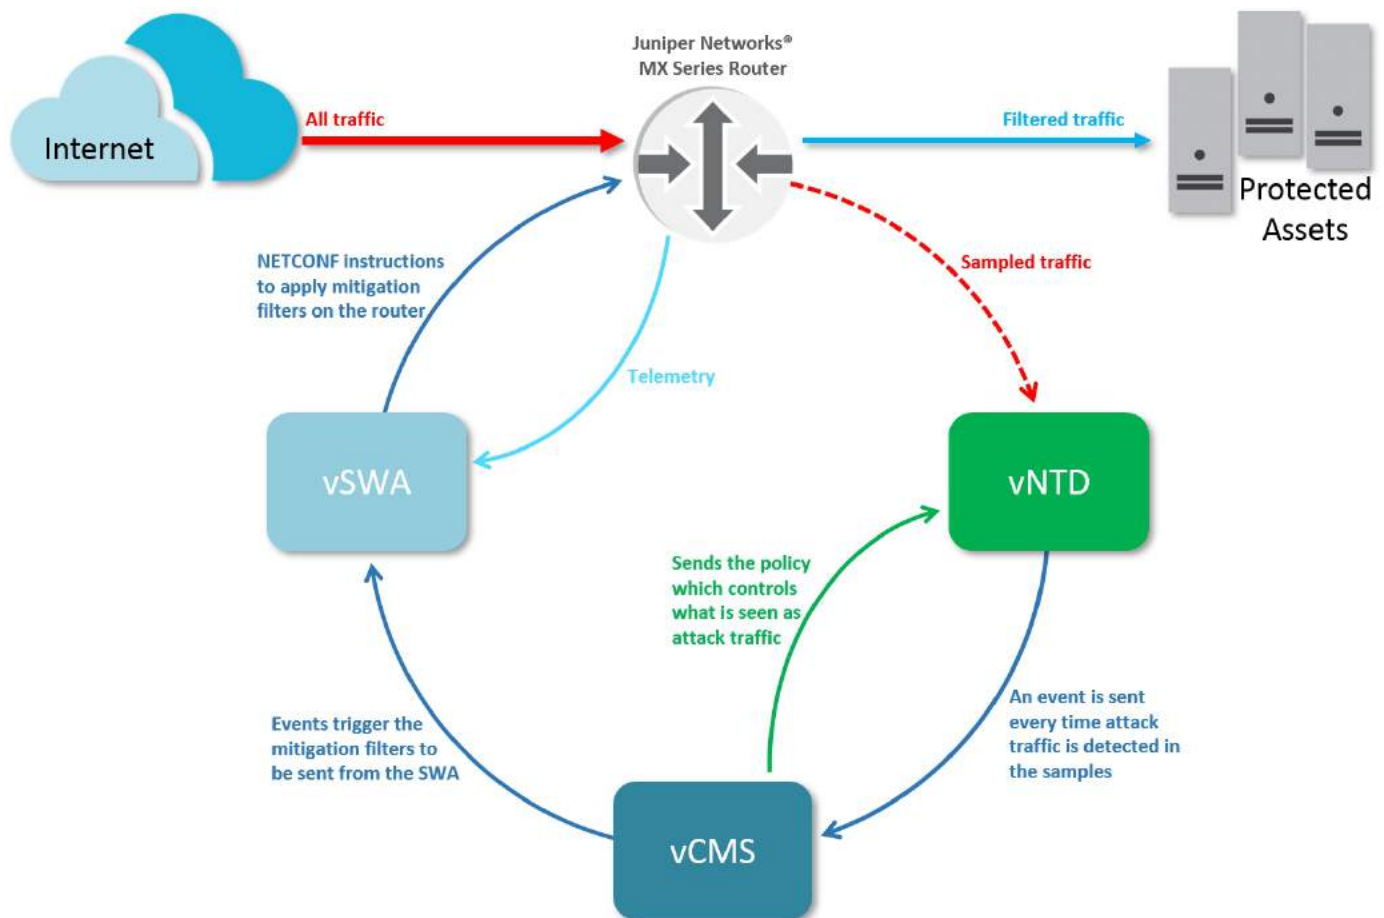 Juniper Networks®
MX Series Router
All traffic
Filtered traffic
Internet
Protected
Assets
NETCONF instructions
to apply mitigation
filters on the router
Sampled traffic
Telemetry
vSWA
vNTD
Sends the policy
which controls
what is seen as
attack traffic
An event is sent
every time attack
traffic is detected in
the samples
Events trigger the
mitigation filters to
be sent from the SWA
vCMS